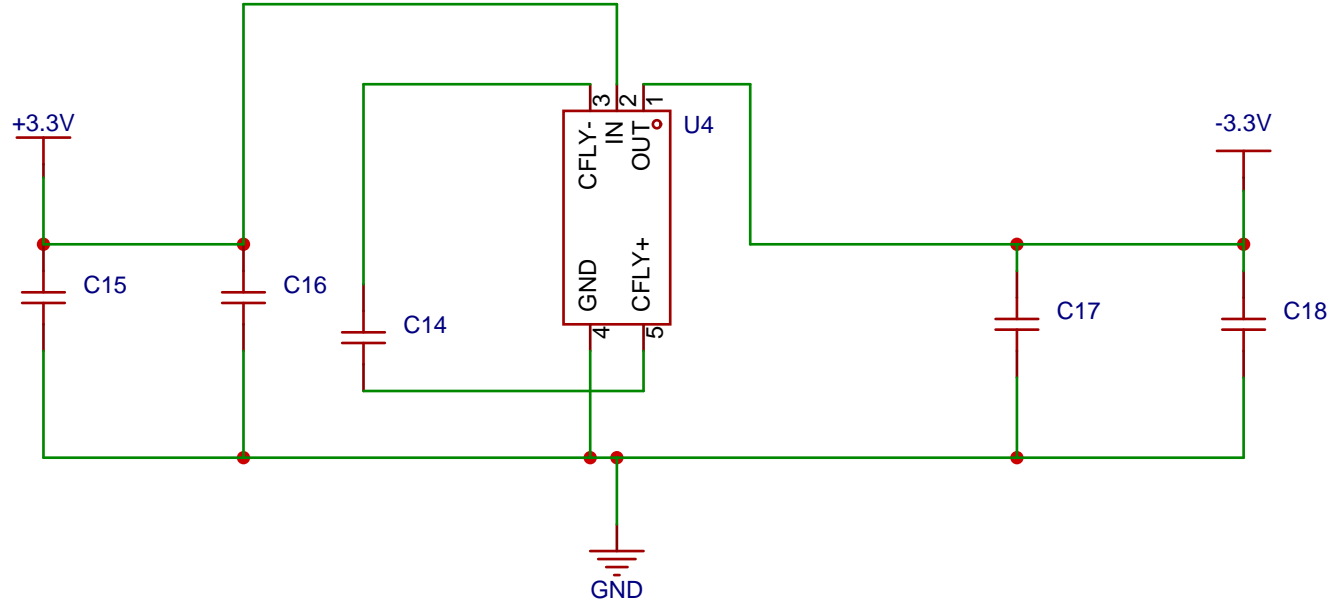 +3.3V
C15
C16
C14
3
2
1
CFLY-
IN
OUT
U4
GND
CFLY+
4
5
-3.3V
C17
C18
GND